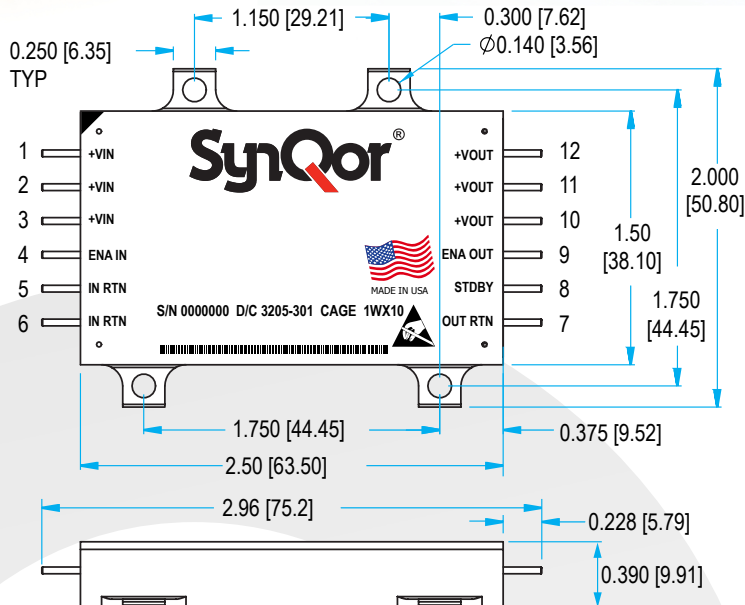 1.150 [29.21]
0.300 [7.62]
0.250 [6.35]
TYP
Ø0.140 [3.56]
SynQor®
1 +VIN
+VOUT 12
2 +VIN
+VOUT 11
3 +VIN
+VOUT 10
4 ENA IN
ENA OUT 9
5 IN RTN
STDBY 8
6 IN RTN
OUT RTN 7
MADE IN USA
S/N 0000000 D/C 3205-301 CAGE 1WX10
2.000
[50.80]
1.50
[38.10]
1.750
[44.45]
1.750 [44.45]
0.375 [9.52]
2.50 [63.50]
2.96 [75.2]
0.228 [5.79]
0.390 [9.91]